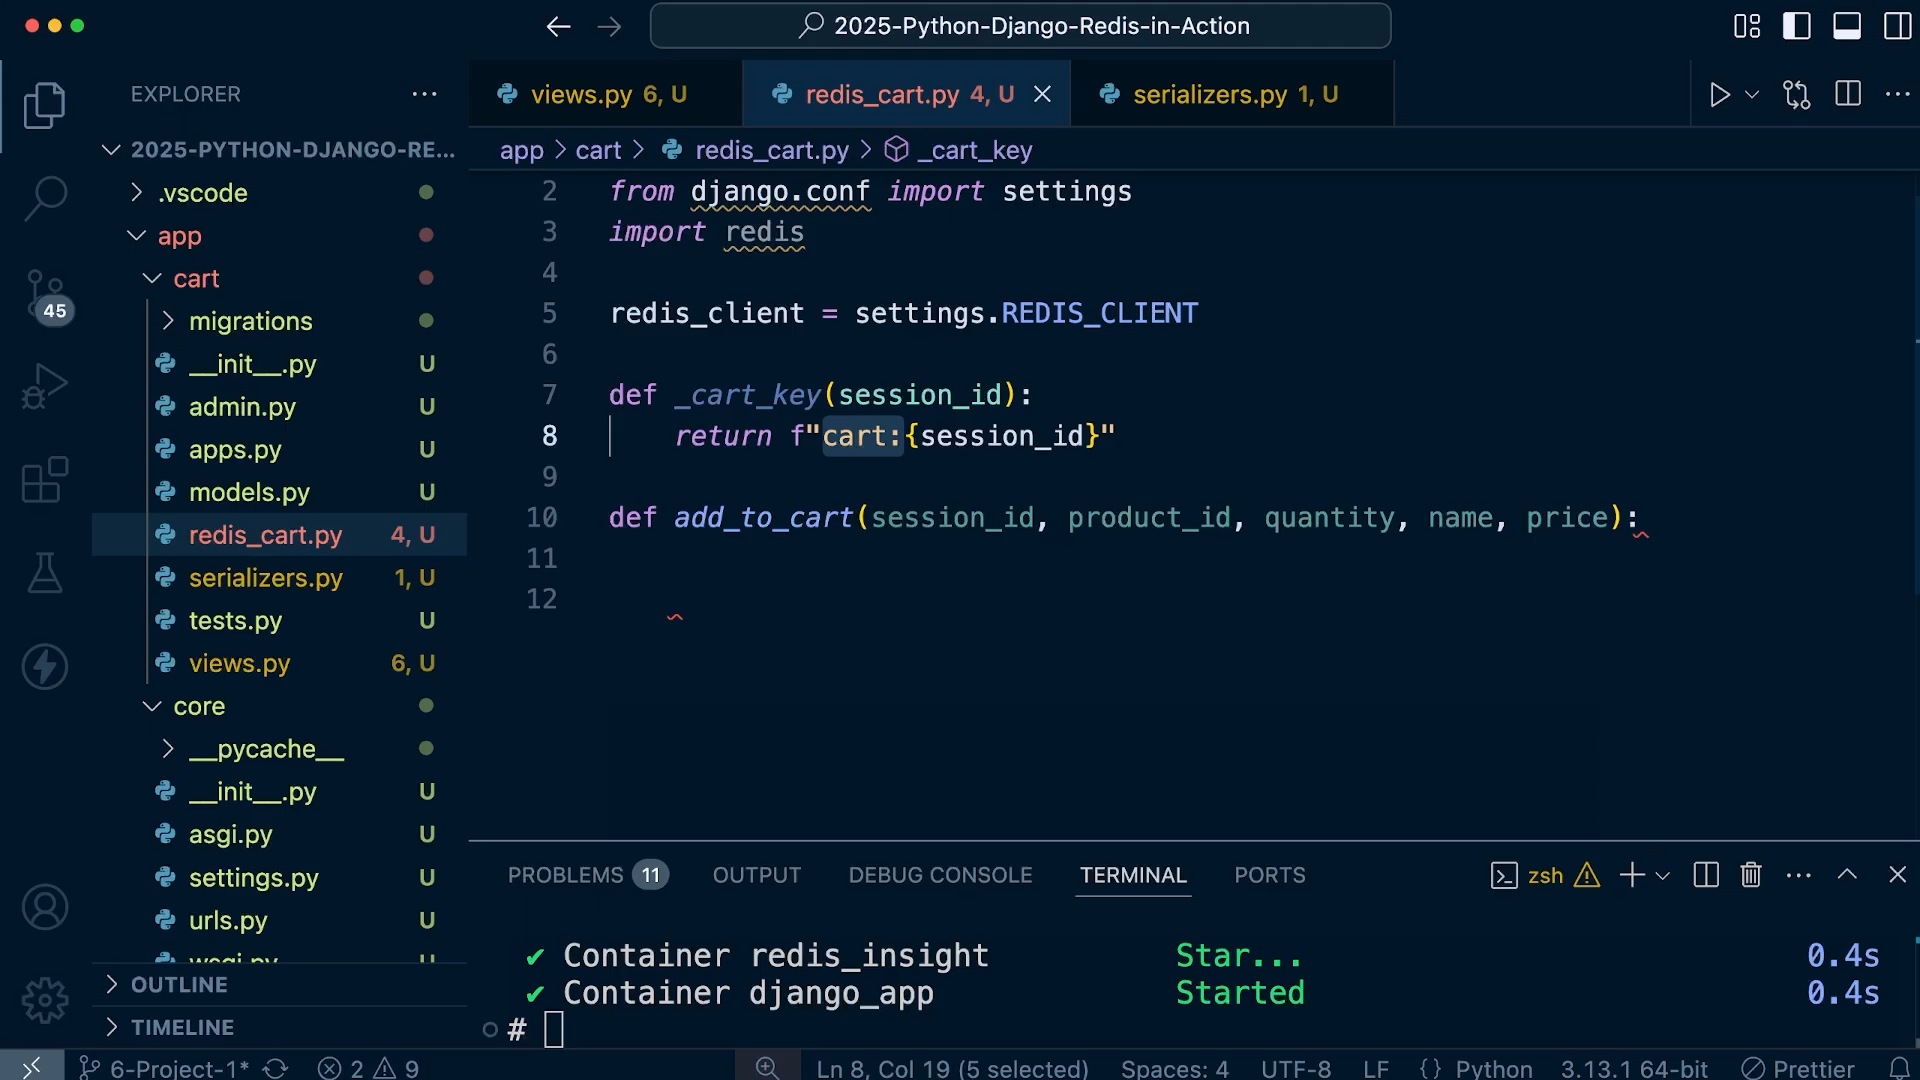 2025-Python-Django-Redis-in-Action
EXPLORER
views.py 6, U
redis_cart.py 4, U
serializers.py 1, U
2025-PYTHON-DJANGO-RE...
app > cart > redis_cart.py > _cart_key
.vscode
app
cart
migrations
__init__.py U
admin.py U
apps.py U
models.py U
redis_cart.py 4, U
serializers.py 1, U
tests.py U
views.py 6, U
core
__pycache__
__init__.py U
asgi.py U
settings.py U
urls.py U
wsgi.py U
OUTLINE
TIMELINE
45
2 from django.conf import settings
3 import redis
4
5 redis_client = settings.REDIS_CLIENT
6
7 def _cart_key(session_id):
8 return f"cart:{session_id}"
9
10 def add_to_cart(session_id, product_id, quantity, name, price):
11
12
PROBLEMS 11 OUTPUT DEBUG CONSOLE TERMINAL PORTS
zsh
✔ Container redis_insight Star... 0.4s
✔ Container django_app Started 0.4s
#
6-Project-1* 2 9 Ln 8, Col 19 (5 selected) Spaces: 4 UTF-8 LF {} Python 3.13.1 64-bit Prettier